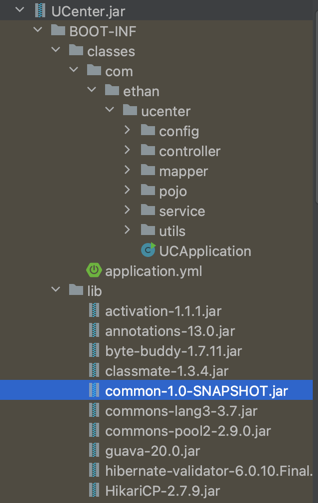 UCenter.jar
BOOT-INF
classes
com
ethan
ucenter
config
controller
mapper
pojo
service
utils
UCApplication
application.yml
lib
activation-1.1.1.jar
annotations-13.0.jar
byte-buddy-1.7.11.jar
classmate-1.3.4.jar
common-1.0-SNAPSHOT.jar
commons-lang3-3.7.jar
commons-pool2-2.9.0.jar
guava-20.0.jar
hibernate-validator-6.0.10.Final.
HikariCP-2.7.9.jar